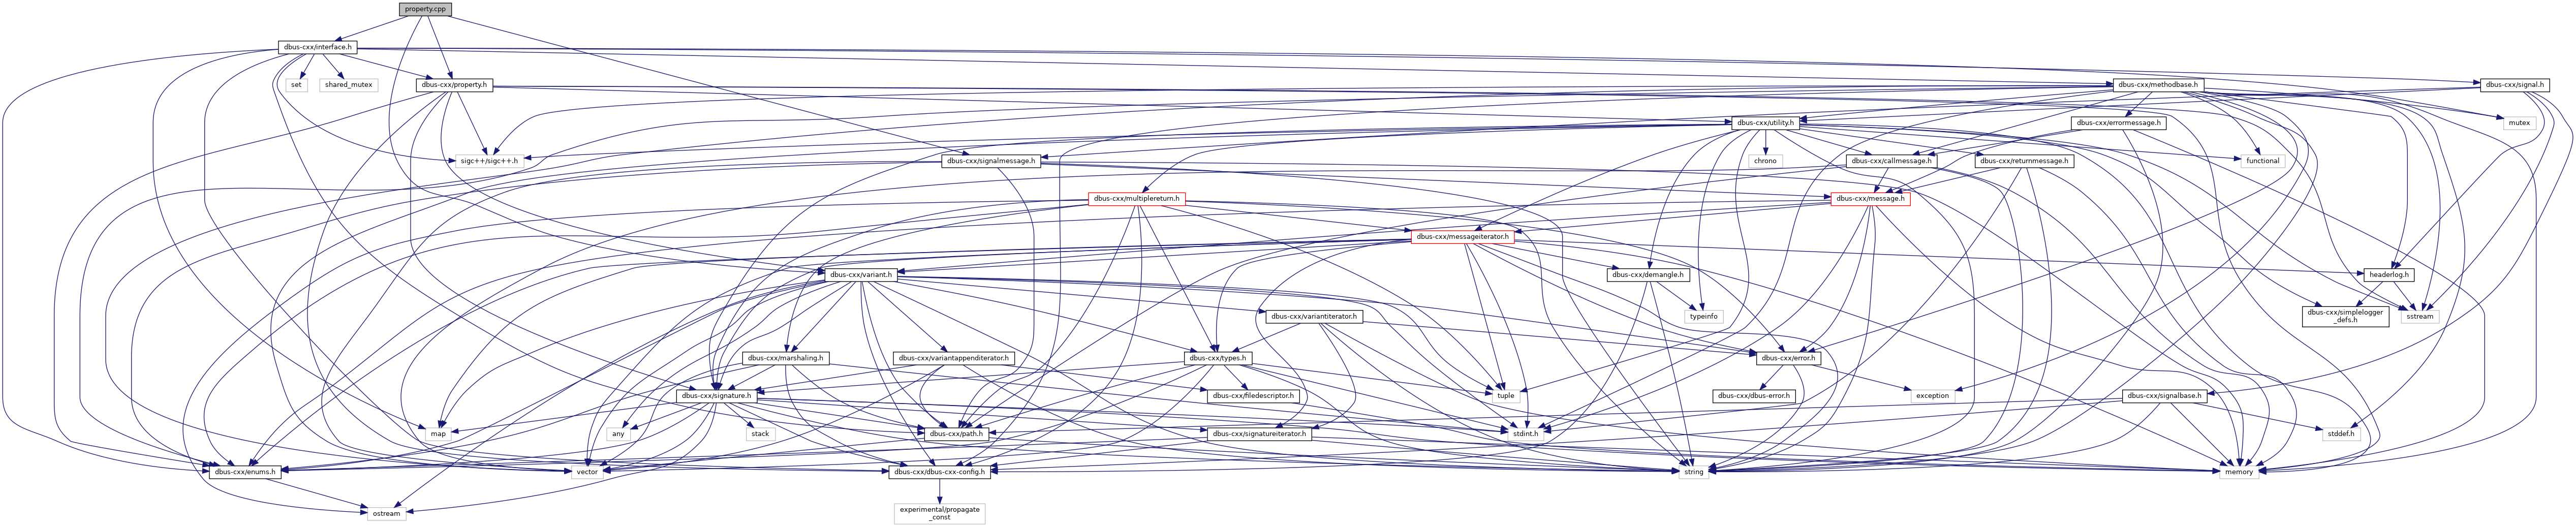 property.cpp
dbus-cxx/interface.h
set
shared_mutex
dbus-cxx/property.h
dbus-cxx/methodbase.h
dbus-cxx/signal.h
dbus-cxx/utility.h
dbus-cxx/errormessage.h
mutex
sigc++/sigc++.h
dbus-cxx/signalmessage.h
chrono
dbus-cxx/callmessage.h
dbus-cxx/returnmessage.h
functional
dbus-cxx/multiplereturn.h
dbus-cxx/message.h
dbus-cxx/messageiterator.h
dbus-cxx/variant.h
dbus-cxx/demangle.h
headerlog.h
dbus-cxx/variantiterator.h
typeinfo
dbus-cxx/simplelogger
_defs.h
sstream
dbus-cxx/marshaling.h
dbus-cxx/variantappenditerator.h
dbus-cxx/types.h
dbus-cxx/error.h
dbus-cxx/signature.h
dbus-cxx/filedescriptor.h
tuple
dbus-cxx/dbus-error.h
exception
dbus-cxx/signalbase.h
map
any
stack
dbus-cxx/path.h
dbus-cxx/signatureiterator.h
stdint.h
stddef.h
dbus-cxx/enums.h
vector
dbus-cxx/dbus-cxx-config.h
string
memory
ostream
experimental/propagate
_const